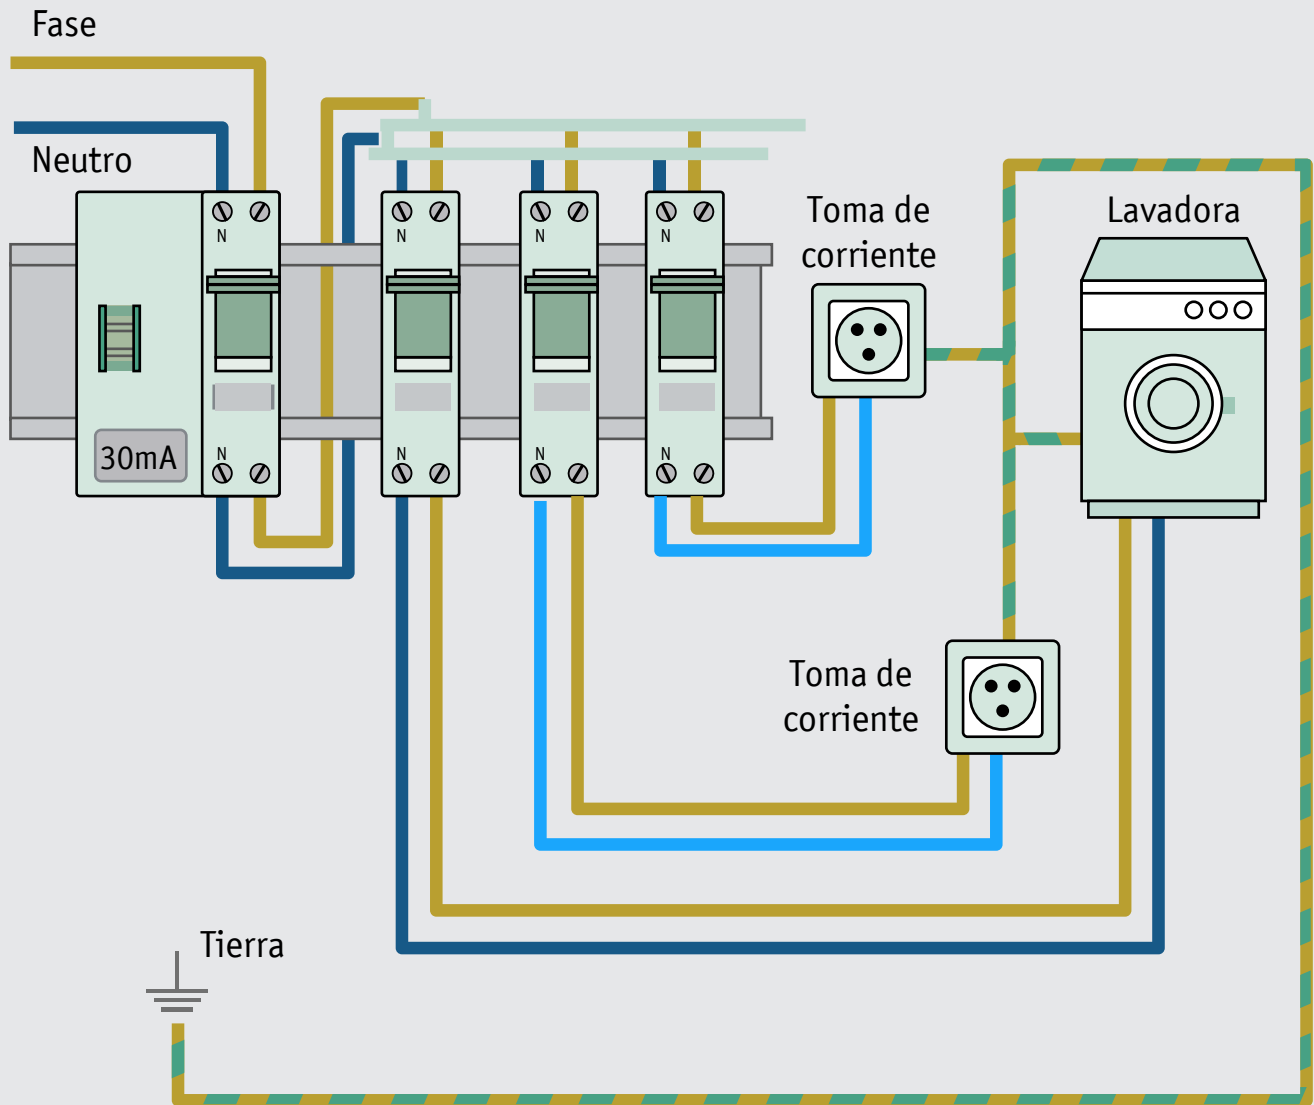 Fase
Neutro
N
N
N
N
Toma de
corriente
Lavadora
30mA
N
N
N
N
Toma de
corriente
Tierra